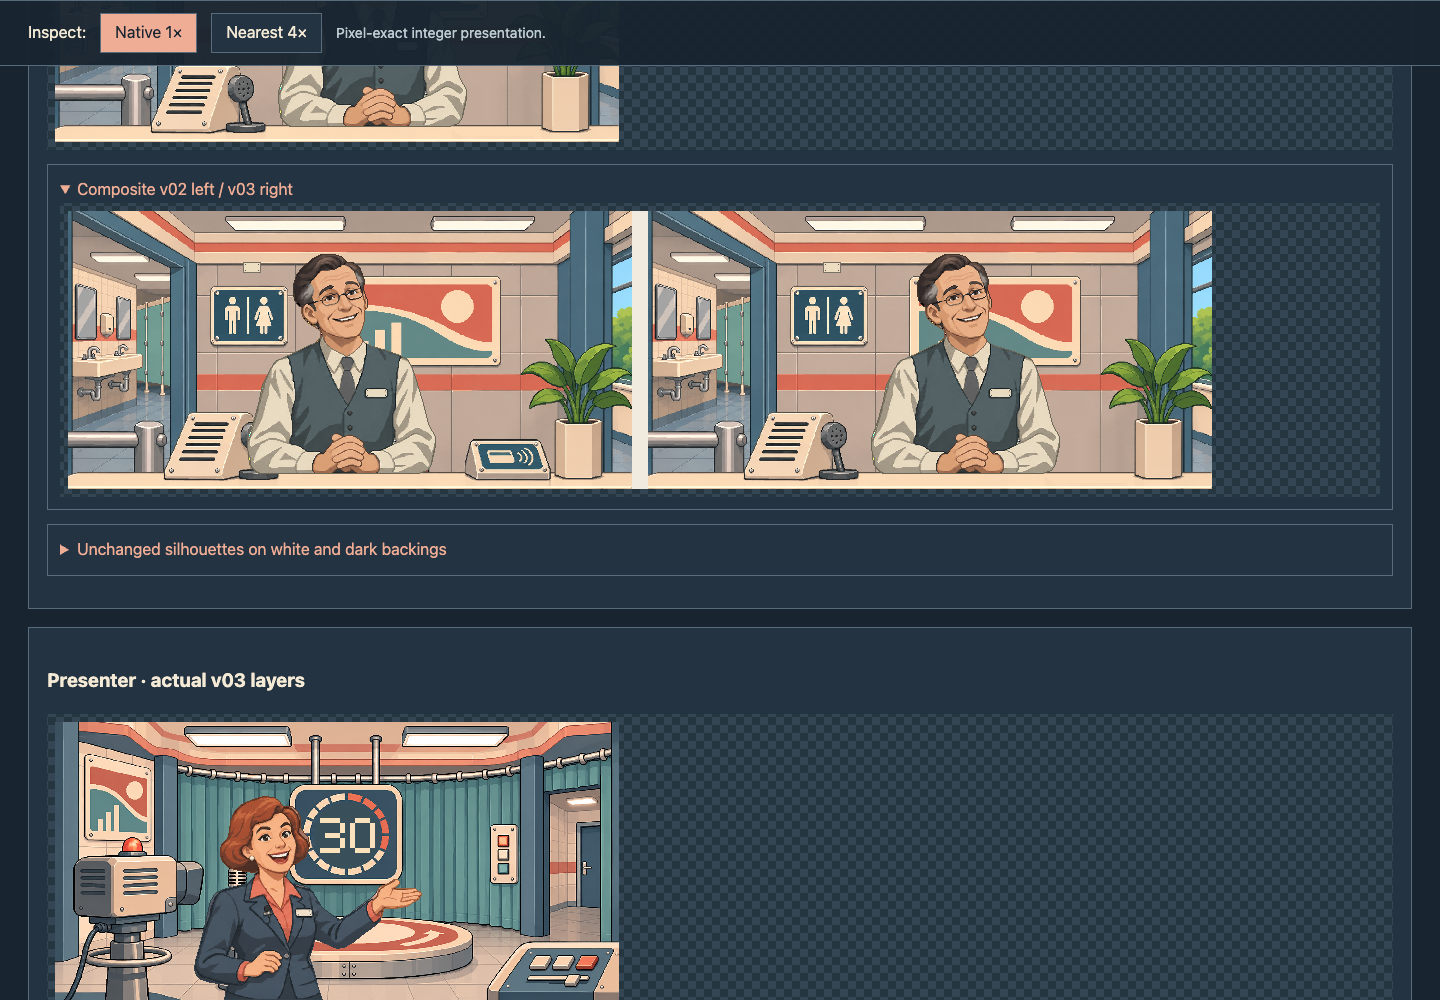 Inspect:
Native 1×
Nearest 4×
Pixel-exact integer presentation.
▼ Composite v02 left / v03 right
▶ Unchanged silhouettes on white and dark backings
Presenter · actual v03 layers
30